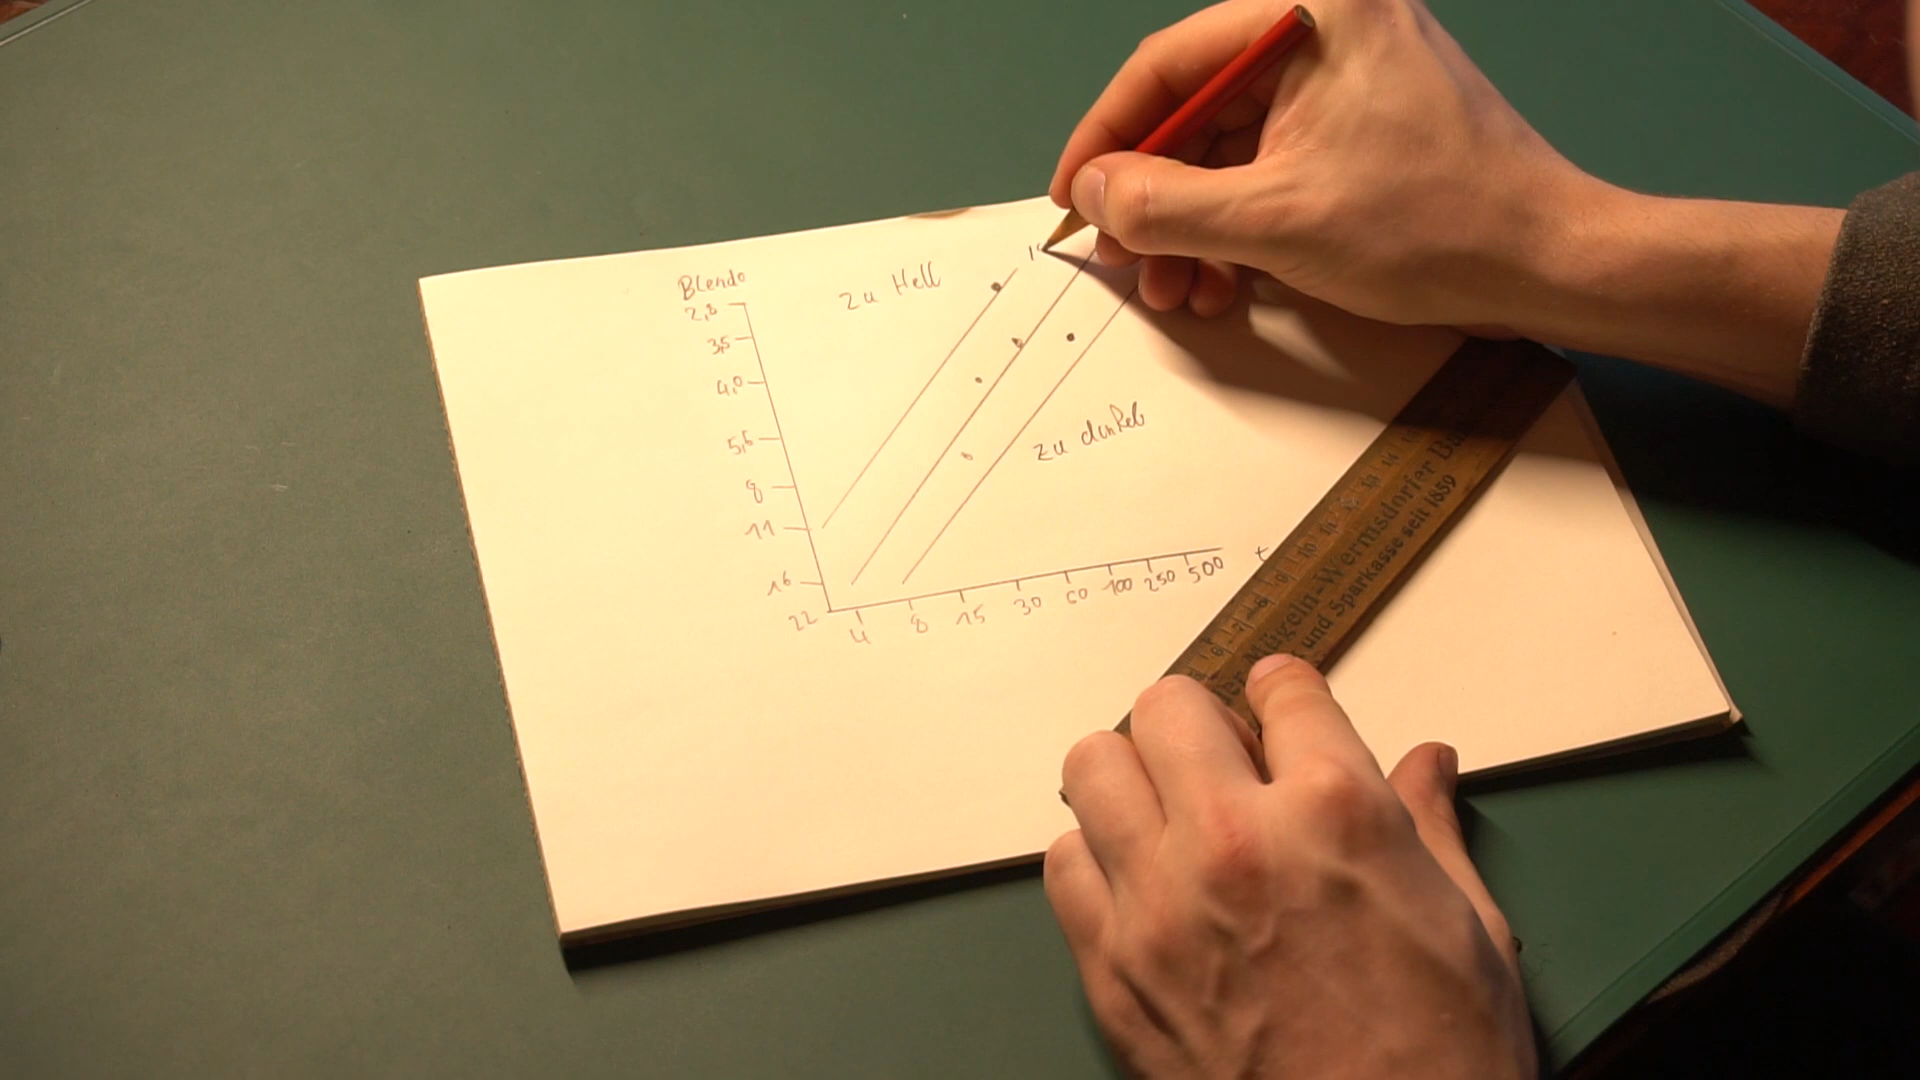 Blende
zu Hell
2,8
3,5
4,0
5,6
8
11
16
22
zu dunkel
4 8 15 30 60 100 250 500 t
Mügeln-Wermsdorfer
und Sparkasse seit 1859